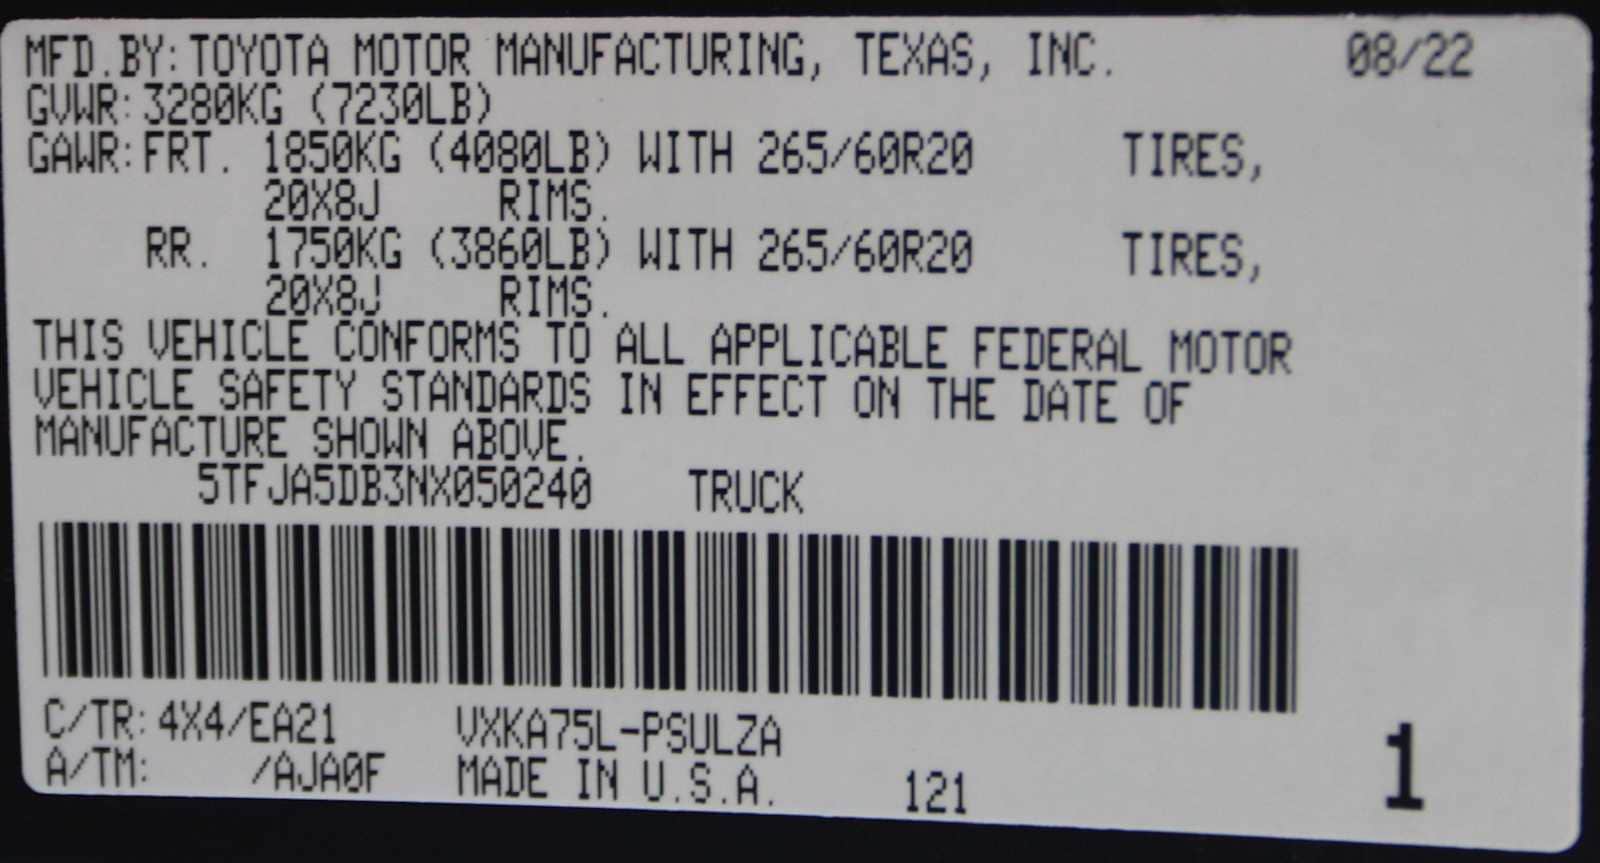 MFD.BY: TOYOTA MOTOR MANUFACTURING, TEXAS, INC. 08/22
GVWR: 3280KG (7230LB)
GAWR: FRT. 1850KG (4080LB) WITH 265/60R20 TIRES,
20X8J RIMS.
RR. 1750KG (3860LB) WITH 265/60R20 TIRES,
20X8J RIMS.
THIS VEHICLE CONFORMS TO ALL APPLICABLE FEDERAL MOTOR
VEHICLE SAFETY STANDARDS IN EFFECT ON THE DATE OF
MANUFACTURE SHOWN ABOVE.
5TFJA5DB3NX050240 TRUCK
C/TR: 4X4/EA21 VXKA75L-PSULZA
A/TM: /AJA0F MADE IN U.S.A. 121
1